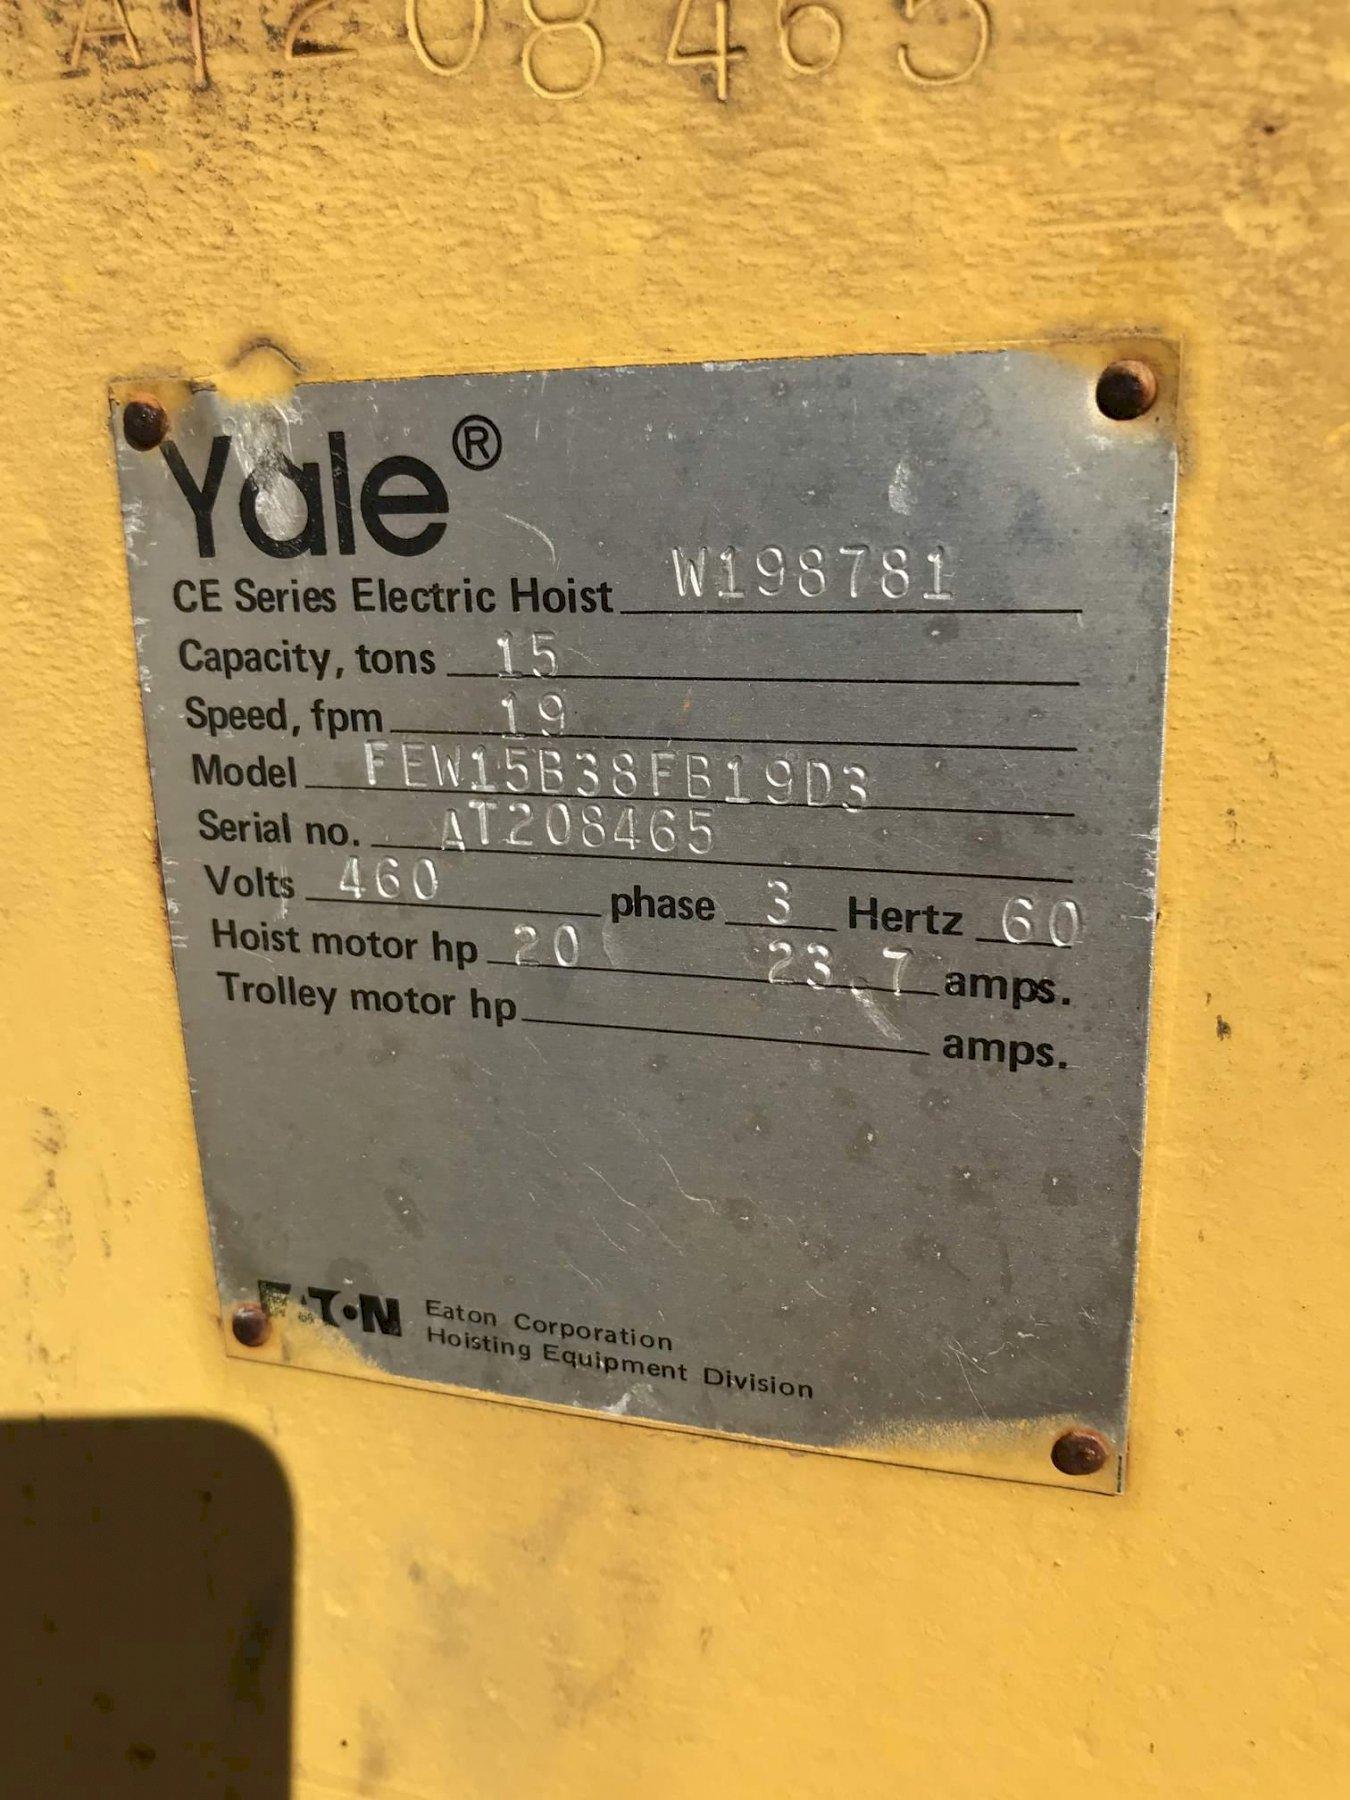 AT208465
Yale®
CE Series Electric Hoist W198781
Capacity, tons 15
Speed, fpm 19
Model FEW15B38FB19D3
Serial no. AT208465
Volts 460 phase 3 Hertz 60
Hoist motor hp 20 23.7 amps.
Trolley motor hp amps.
EATON Eaton Corporation
Hoisting Equipment Division